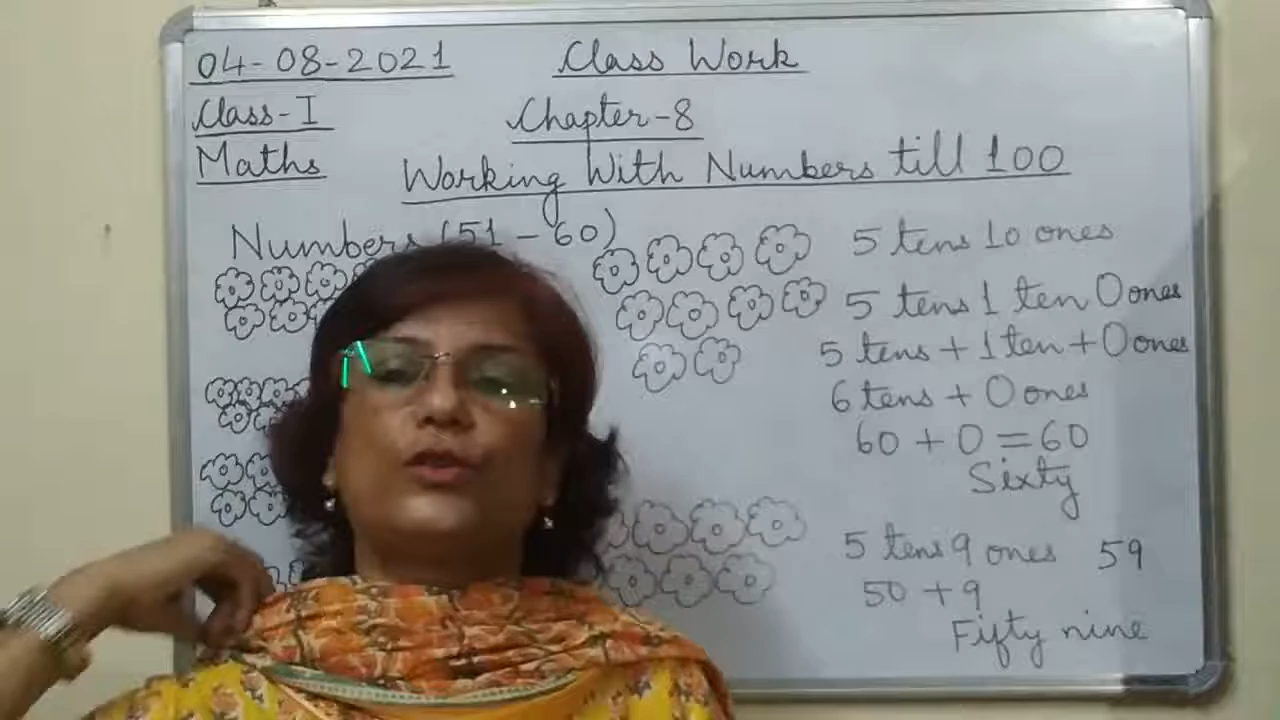 04-08-2021 Class Work
Class-I Chapter-8
Maths Working With Numbers till 100
Numbers (51-60)
5 tens 10 ones
5 tens 1 ten 0 ones
5 tens + 1 ten + 0 ones
6 tens + 0 ones
60 + 0 = 60
Sixty
5 tens 9 ones 59
50 + 9
Fifty nine